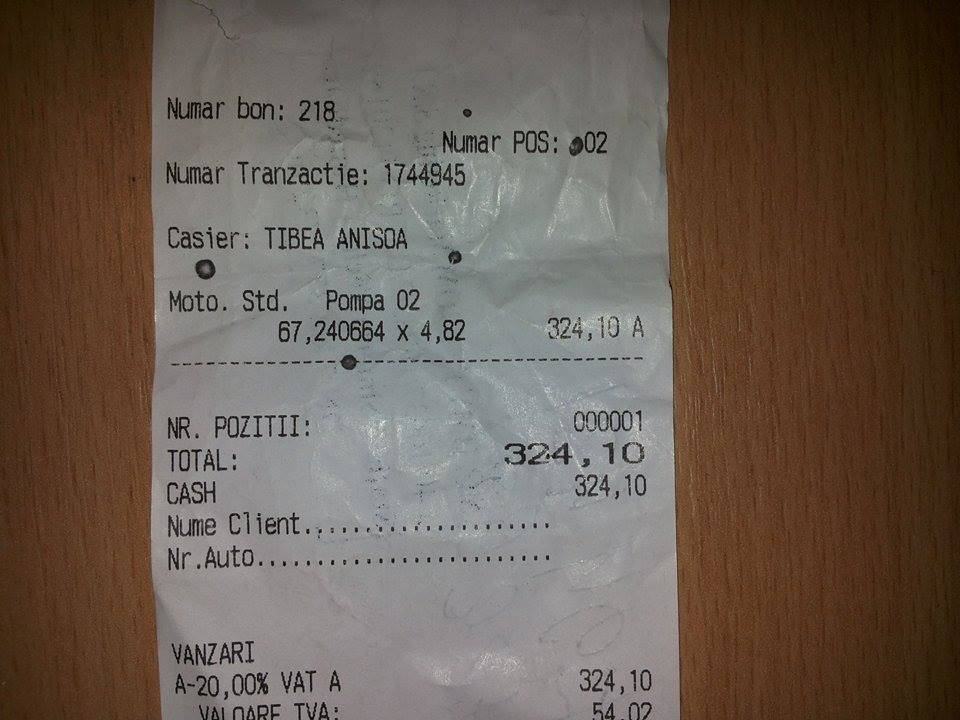 Numar bon: 218
Numar POS: 02
Numar Tranzactie: 1744945
Casier: TIBEA ANISOA
Moto. Std. Pompa 02
67,240664 x 4,82 324,10 A
--------------------------------------------------
NR. POZITII: 000001
TOTAL: 324,10
CASH 324,10
Nume Client......................
Nr.Auto..........................
VANZARI
A-20,00% VAT A 324,10
VALOARE TVA: 54,02